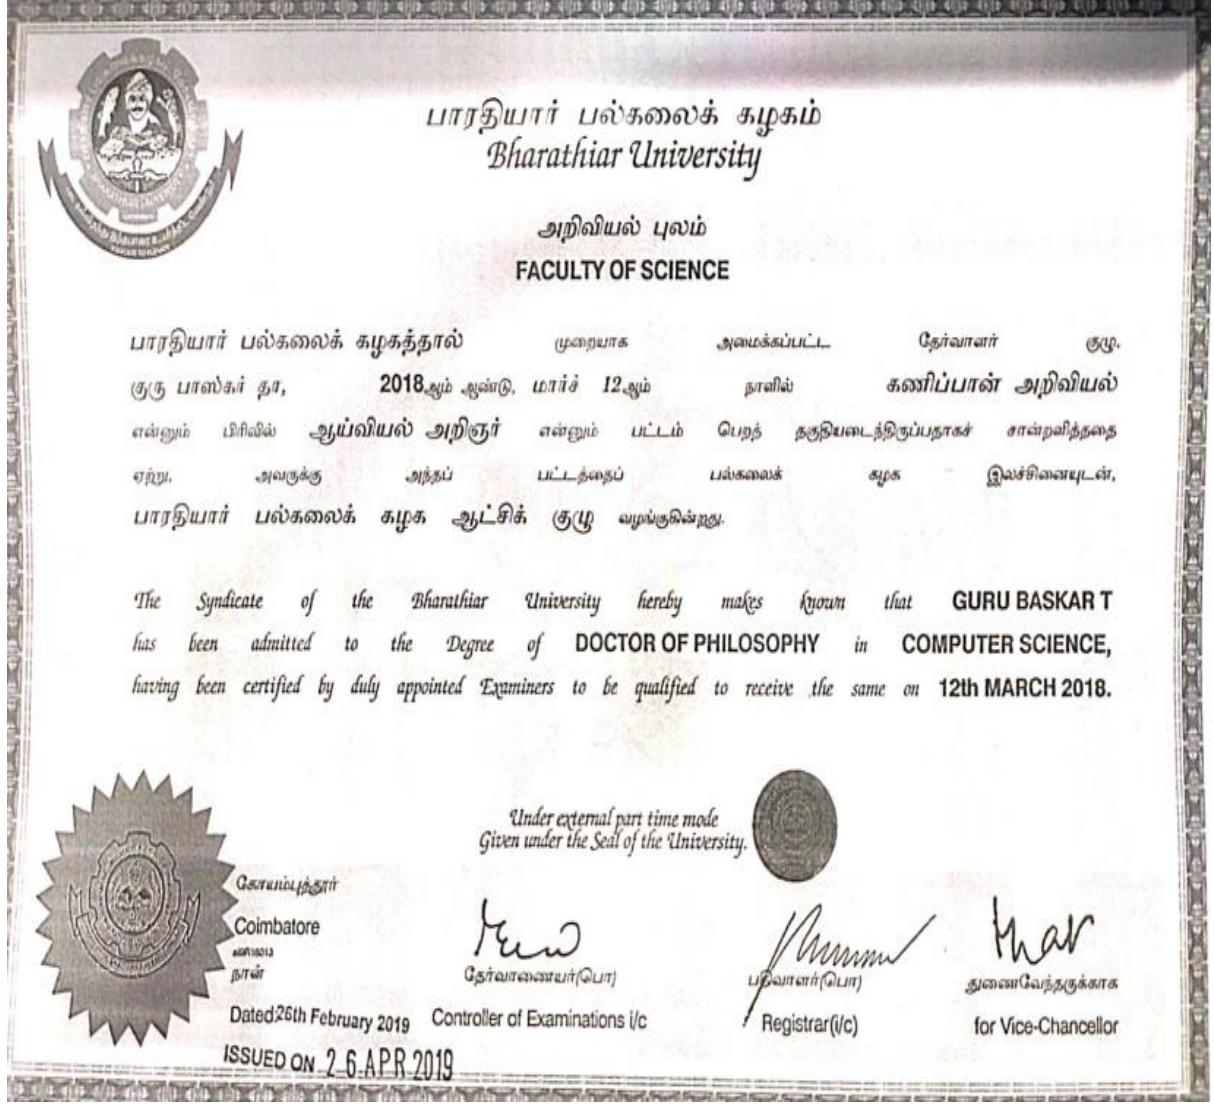 பாரதியார் பல்கலைக் கழகம்
Bharathiar University
அறிவியல் புலம்
FACULTY OF SCIENCE
பாரதியார் பல்கலைக் கழகத்தால் முறையாக அமைக்கப்பட்ட தேர்வாளர் குழு,
குரு பாஸ்கர் தா, 2018ஆம் ஆண்டு, மார்ச் 12ஆம் நாளில் கணிப்பான் அறிவியல்
என்னும் பிரிவில் ஆய்வியல் அறிஞர் என்னும் பட்டம் பெறத் தகுதியடைந்திருப்பதாகச் சான்றளித்ததை
ஏற்று, அவருக்கு அந்தப் பட்டத்தைப் பல்கலைக் கழக இலச்சினையுடன்,
பாரதியார் பல்கலைக் கழக ஆட்சிக் குழு வழங்குகின்றது.
The Syndicate of the Bharathiar University hereby makes known that GURU BASKAR T
has been admitted to the Degree of DOCTOR OF PHILOSOPHY in COMPUTER SCIENCE,
having been certified by duly appointed Examiners to be qualified to receive the same on 12th MARCH 2018.
Under external part time mode
Given under the Seal of the University.
கோயம்புத்தூர்
Coimbatore
நாள்
Dated:26th February 2019
ISSUED ON 26 APR 2019
தேர்வாணையர்(பொ)
Controller of Examinations i/c
பதிவாளர்(பொ)
Registrar(i/c)
துணைவேந்தருக்காக
for Vice-Chancellor